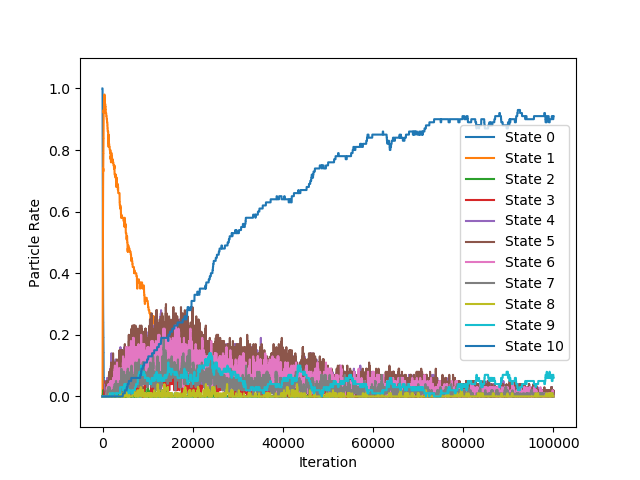 1.0
0.8
0.6
0.4
0.2
0.0
Particle Rate
State 0
State 1
State 2
State 3
State 4
State 5
State 6
State 7
State 8
State 9
State 10
0 20000 40000 60000 80000 100000
Iteration